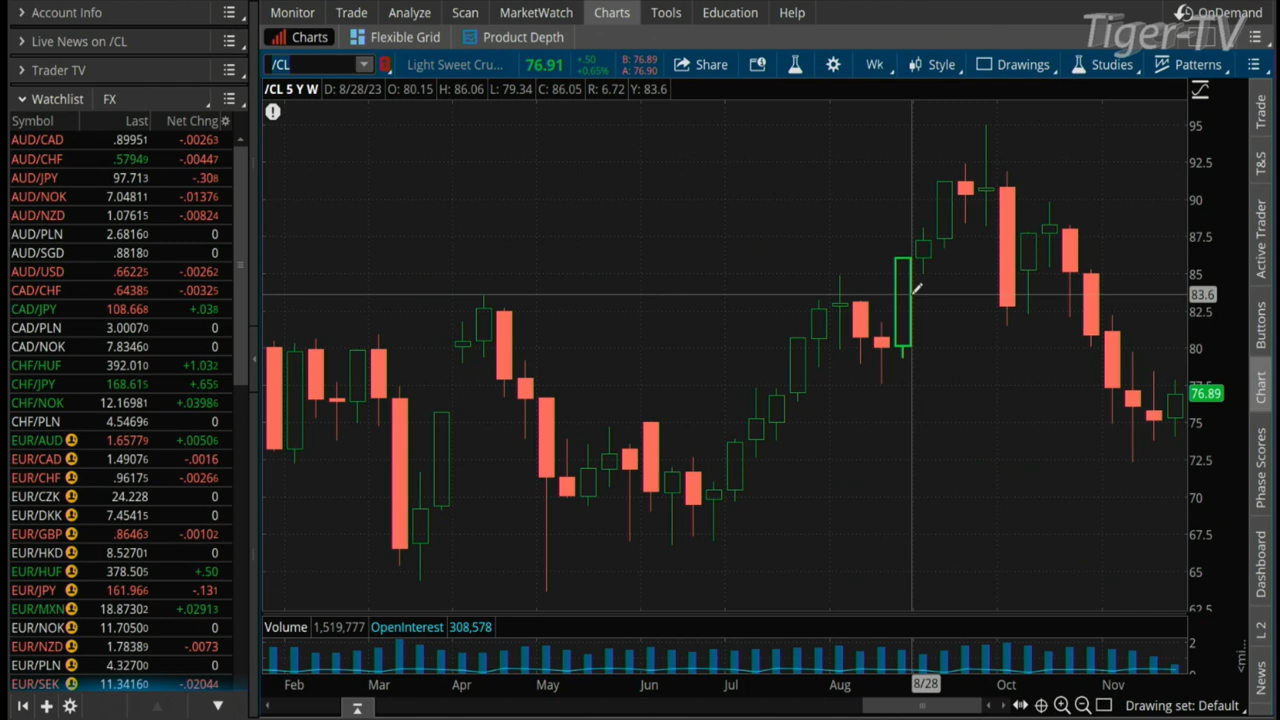 Account Info
Live News on /CL
Trader TV
Watchlist FX
Symbol Last Net Chng
AUD/CAD .89951 -.00263
AUD/CHF .57949 -.00447
AUD/JPY 97.713 -.308
AUD/NOK 7.04811 -.01376
AUD/NZD 1.07615 -.00824
AUD/PLN 2.68160 0
AUD/SGD .88180 0
AUD/USD .66225 -.00262
CAD/CHF .64385 -.00325
CAD/JPY 108.668 +.038
CAD/PLN 3.00070 0
CAD/NOK 7.83460 0
CHF/HUF 392.010 +1.032
CHF/JPY 168.615 +.655
CHF/NOK 12.16981 +.03986
CHF/PLN 4.54696 0
EUR/AUD 1.65779 +.00506
EUR/CAD 1.49076 -.0016
EUR/CHF .96175 -.00266
EUR/CZK 24.228 0
EUR/DKK 7.45415 0
EUR/GBP .86463 -.00102
EUR/HKD 8.52701 0
EUR/HUF 378.505 +.50
EUR/JPY 161.966 -.131
EUR/MXN 18.87302 +.02913
EUR/NOK 11.70500 0
EUR/NZD 1.78389 -.0073
EUR/PLN 4.32700 0
EUR/SEK 11.34160 -.02044
Monitor Trade Analyze Scan MarketWatch Charts Tools Education Help OnDemand
Tiger-TV
Charts Flexible Grid Product Depth
/CL Light Sweet Cru... 76.91 +.50 B: 76.89
+0.65% A: 76.90
Share Wk Style Drawings Studies Patterns
/CL 5 Y W D: 8/28/23 O: 80.15 H: 86.06 L: 79.34 C: 86.05 R: 6.72 Y: 83.6
95
92.5
90
87.5
85
83.6
82.5
80
76.89
75
72.5
70
67.5
65
62.5
Volume 1,519,777 OpenInterest 308,578
2
1
Feb Mar Apr May Jun Jul Aug 8/28 Oct Nov
Drawing set: Default
Trade
T&S
Active Trader
Buttons
Chart
Phase Scores
Dashboard
L 2
News
<mi...